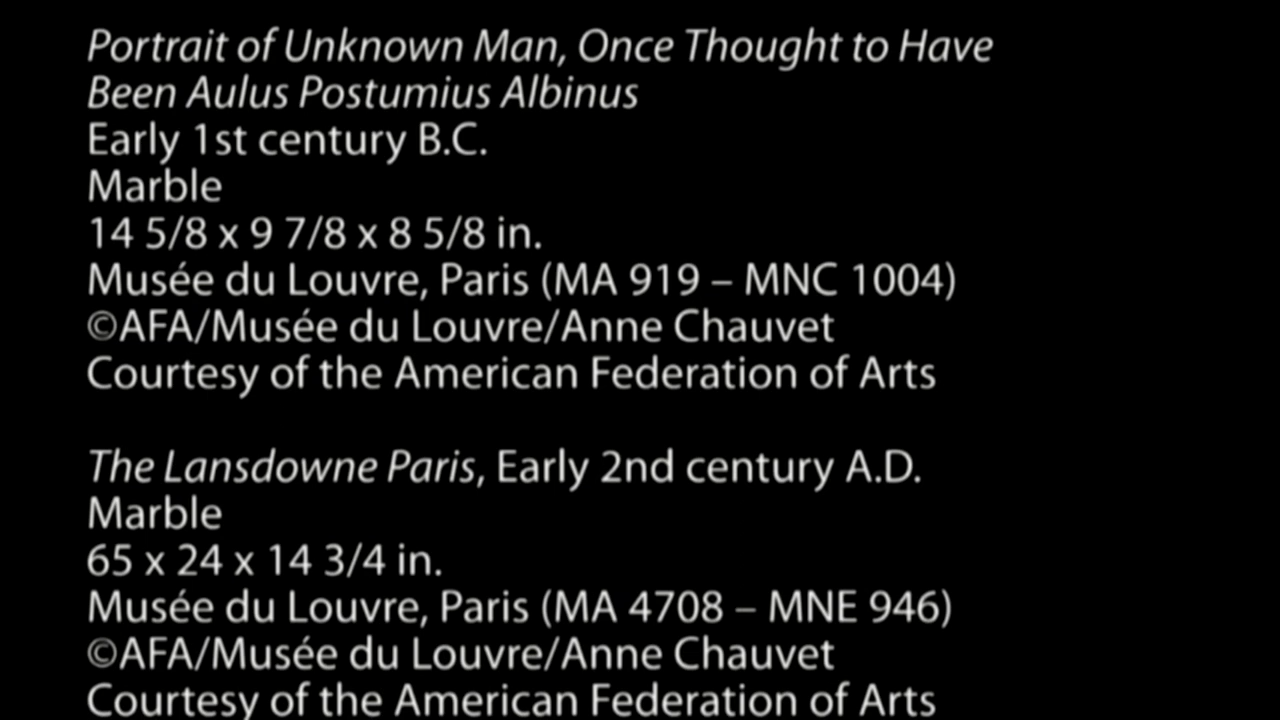 Portrait of Unknown Man, Once Thought to Have
Been Aulus Postumius Albinus
Early 1st century B.C.
Marble
14 5/8 x 9 7/8 x 8 5/8 in.
Musée du Louvre, Paris (MA 919 – MNC 1004)
©AFA/Musée du Louvre/Anne Chauvet
Courtesy of the American Federation of Arts
The Lansdowne Paris, Early 2nd century A.D.
Marble
65 x 24 x 14 3/4 in.
Musée du Louvre, Paris (MA 4708 – MNE 946)
©AFA/Musée du Louvre/Anne Chauvet
Courtesy of the American Federation of Arts